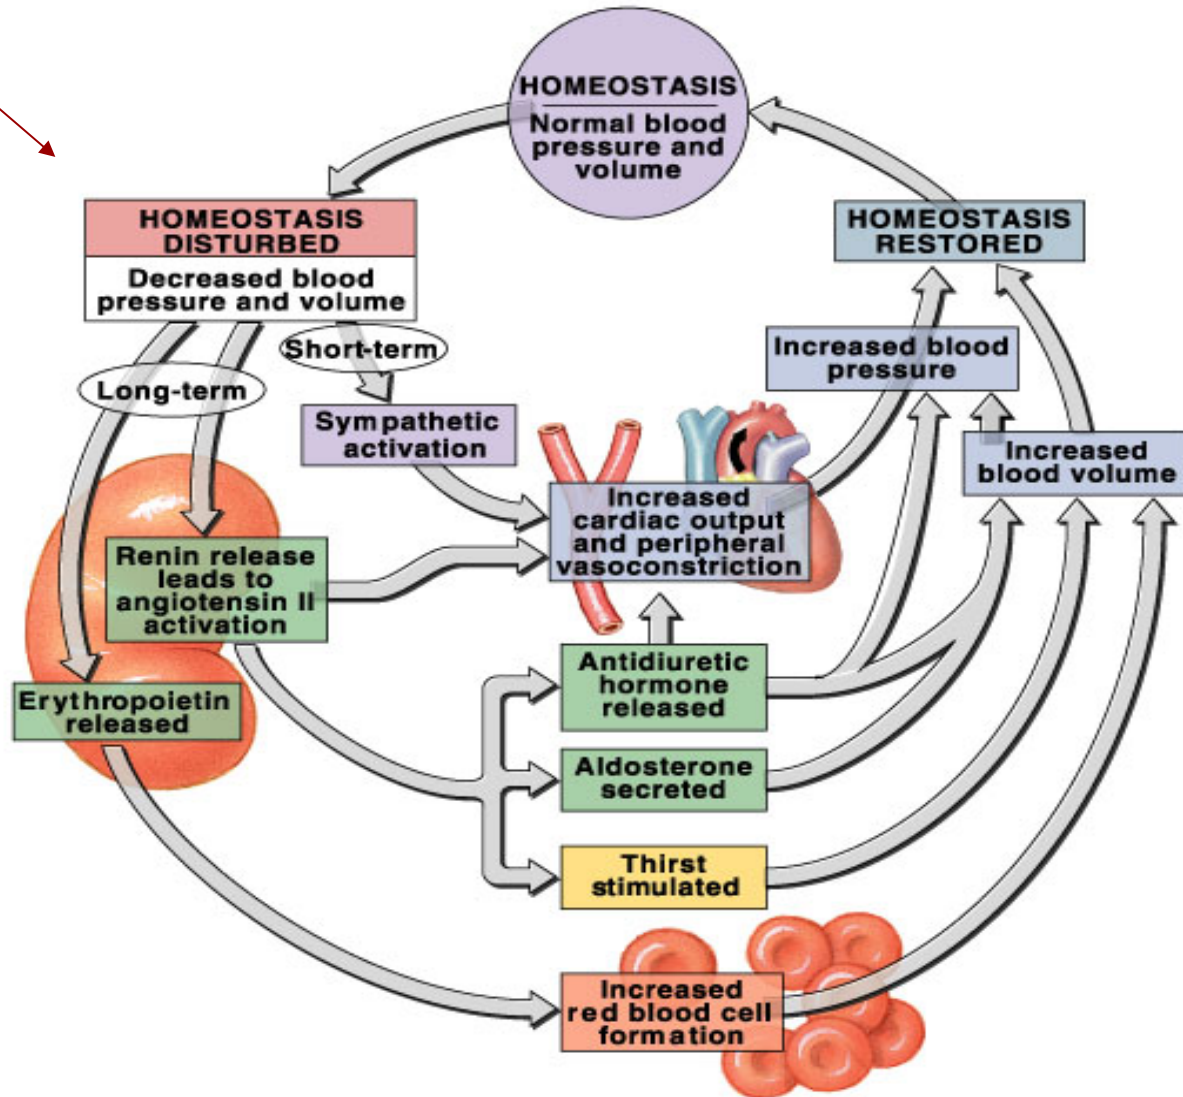 HOMEOSTASIS
Normal blood
pressure and
volume
HOMEOSTASIS
DISTURBED
Decreased blood
pressure and volume
HOMEOSTASIS
RESTORED
Short-term
Long-term
Increased blood
pressure
Sympathetic
activation
Increased
blood volume
Increased
cardiac output
and peripheral
vasoconstriction
Renin release
leads to
angiotensin II
activation
Antidiuretic
hormone
released
Erythropoietin
released
Aldosterone
secreted
Thirst
stimulated
Increased
red blood cell
formation